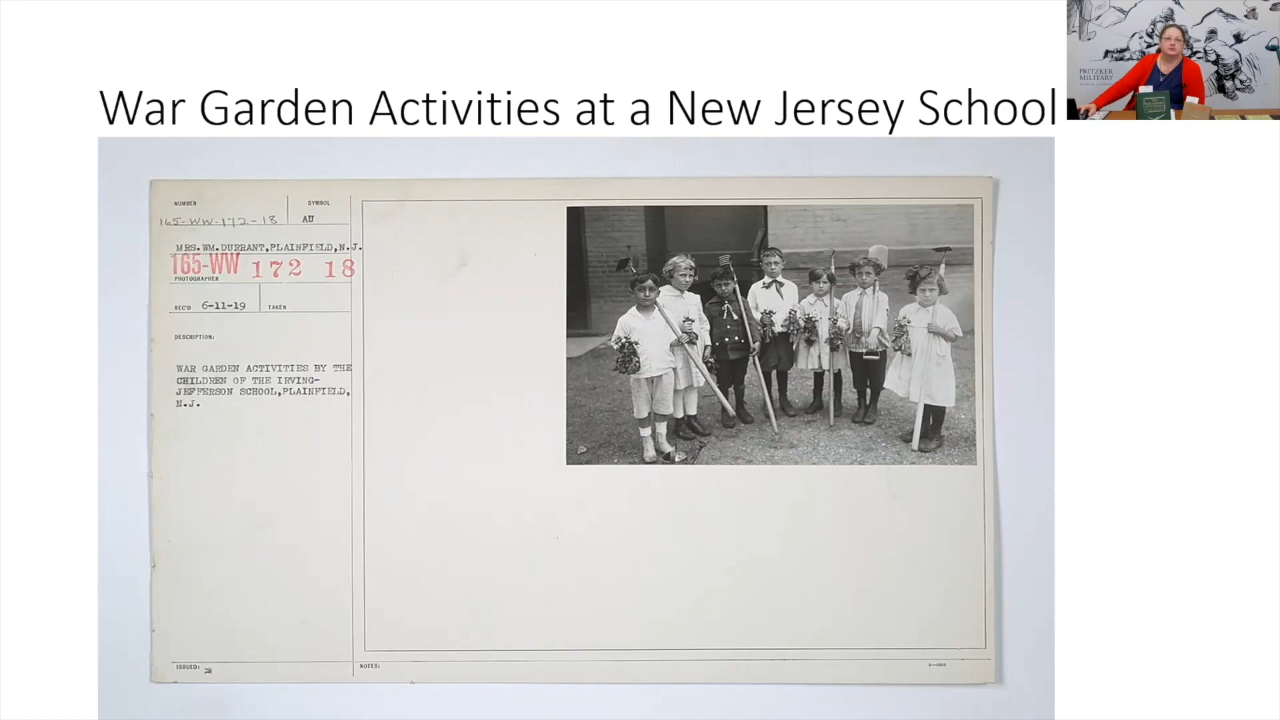 War Garden Activities at a New Jersey School
PRITZKER
MILITARY
NUMBER
SYMBOL
165-WW-172-18
AU
MRS.WM.DURRANT,PLAINFIELD,N.J.
165-WW 172 18
PHOTOGRAPHER
REC'D 6-11-19
TAKEN
DESCRIPTION:
WAR GARDEN ACTIVITIES BY THE
CHILDREN OF THE IRVING-
JEFFERSON SCHOOL,PLAINFIELD,
N.J.
ISSUED:
NOTES: